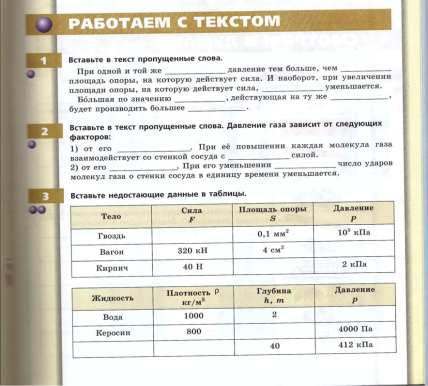 РАБОТАЕМ С ТЕКСТОМ
1 Вставьте в текст пропущенные слова.
При одной и той же ____________ давление тем больше, чем ____________
площадь опоры, на которую действует сила. И наоборот, при увеличении
площади опоры, на которую действует сила, ____________ уменьшается.
Бóльшая по значению ____________, действующая на ту же ____________,
будет производить большее ____________.
2 Вставьте в текст пропущенные слова. Давление газа зависит от следующих
факторов:
1) от его ____________. При её повышении каждая молекула газа
взаимодействует со стенкой сосуда с ____________ силой.
2) от его ____________. При его уменьшении ____________ число ударов
молекул газа о стенки сосуда в единицу времени уменьшается.
3 Вставьте недостающие данные в таблицы.
Тело Сила F Площадь опоры S Давление p
Гвоздь 0,1 мм² 10⁵ кПа
Вагон 320 кН 4 см²
Кирпич 40 Н 2 кПа
Жидкость Плотность ρ кг/м³ Глубина h, m Давление p
Вода 1000 2
Керосин 800 4000 Па
40 412 кПа